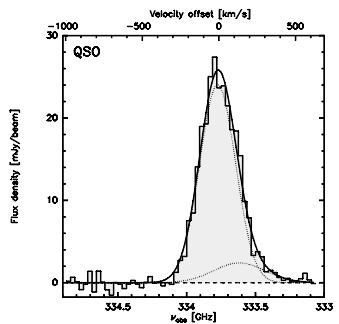 Velocity offset [km/s]
-1000 -500 0 500
QSO
30
20
10
0
Flux density [mJy/beam]
334.5 334 333.5 333
νobs [GHz]